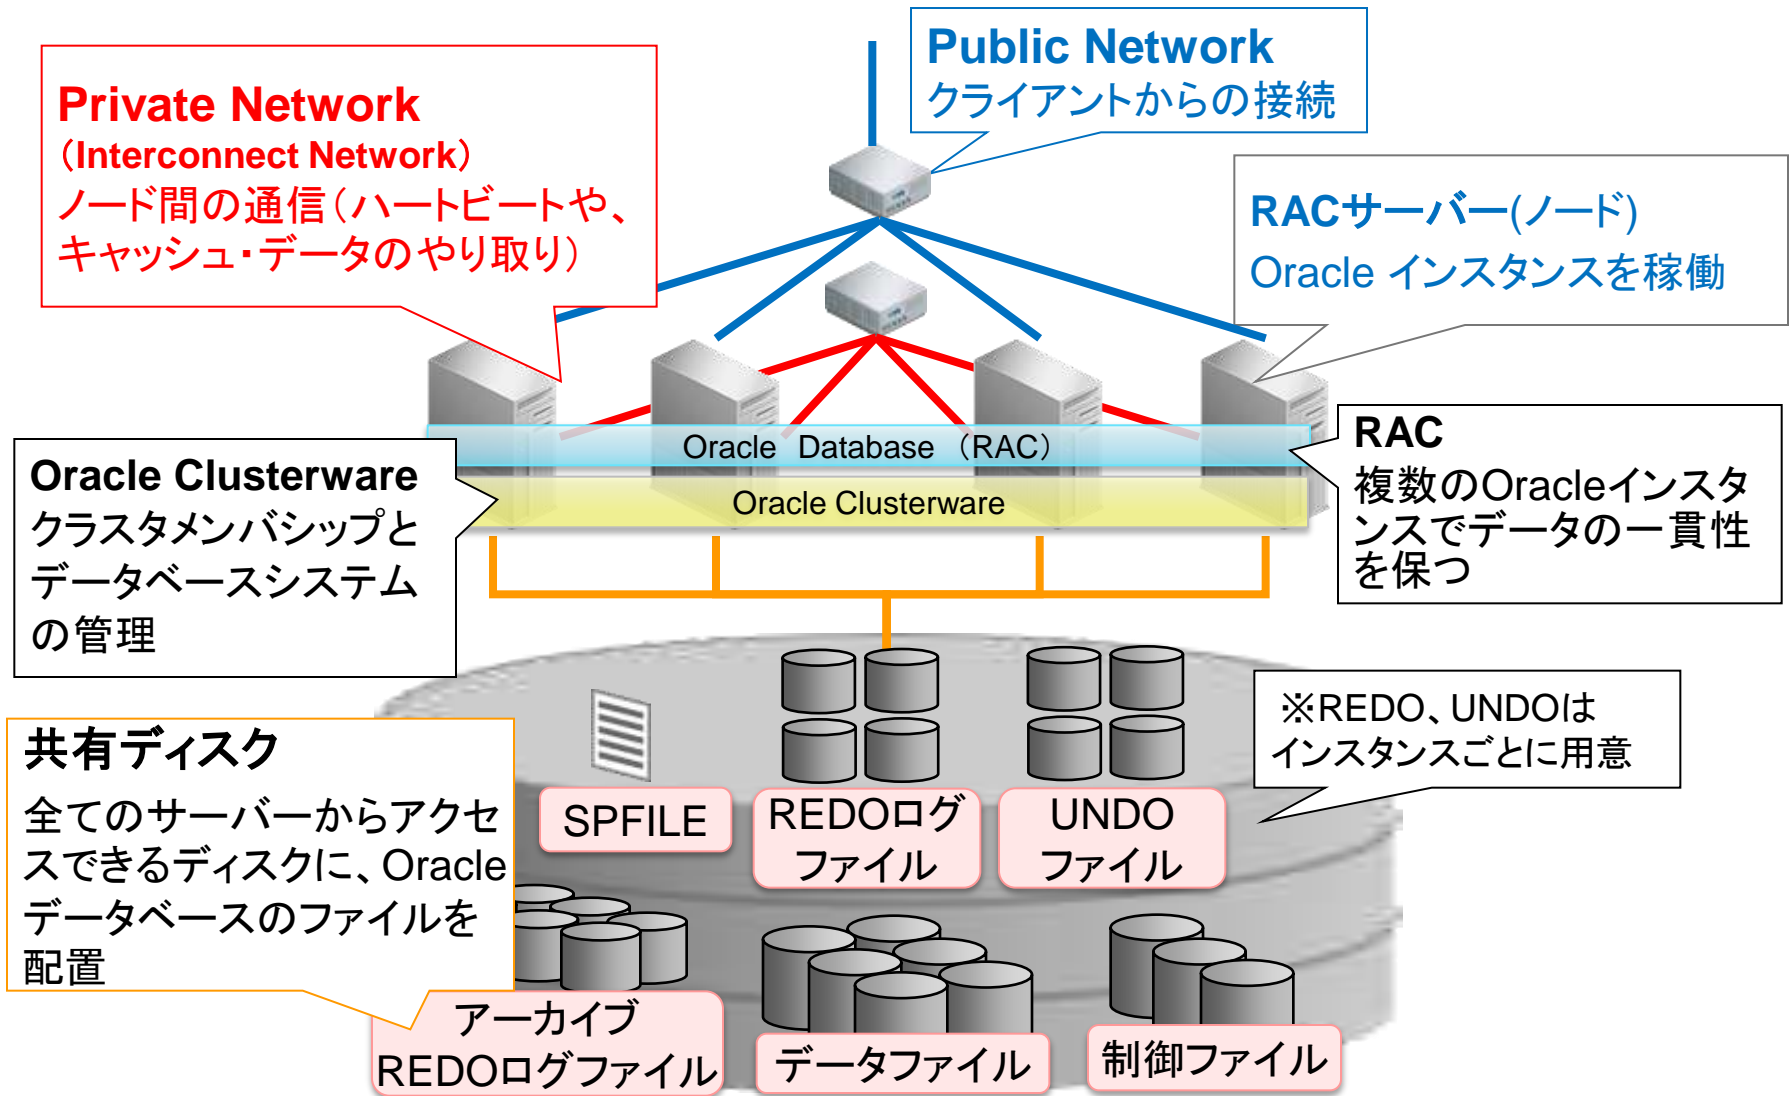 Public Network
クライアントからの接続
Private Network
（Interconnect Network）
ノード間の通信（ハートビートや、
キャッシュ・データのやり取り）
RACサーバー(ノード)
Oracle インスタンスを稼働
Oracle Database （RAC）
Oracle Clusterware
RAC
複数のOracleインスタ
ンスでデータの一貫性
を保つ
Oracle Clusterware
クラスタメンバシップと
データベースシステム
の管理
※REDO、UNDOは
インスタンスごとに用意
共有ディスク
全てのサーバーからアクセ
スできるディスクに、Oracle
データベースのファイルを
配置
SPFILE
REDOログ
ファイル
UNDO
ファイル
アーカイブ
REDOログファイル
データファイル
制御ファイル